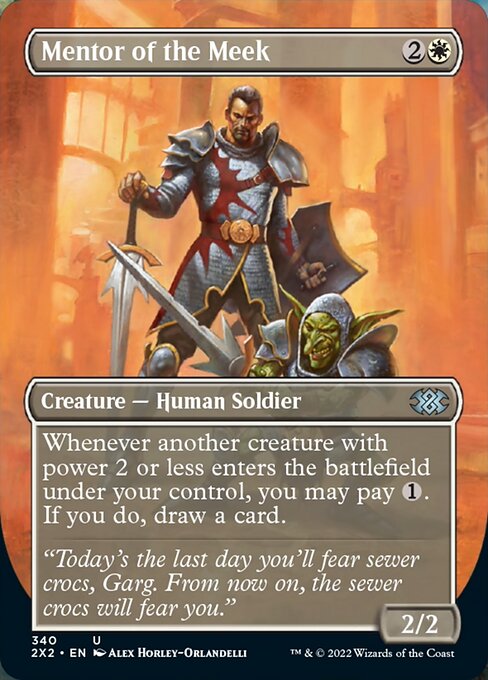 Mentor of the Meek 2
Creature — Human Soldier
Whenever another creature with
power 2 or less enters the battlefield
under your control, you may pay 1.
If you do, draw a card.
“Today’s the last day you’ll fear sewer
crocs, Garg. From now on, the sewer
crocs will fear you.”
2/2
340 U
2X2 • EN Alex Horley-Orlandelli
™ & © 2022 Wizards of the Coast